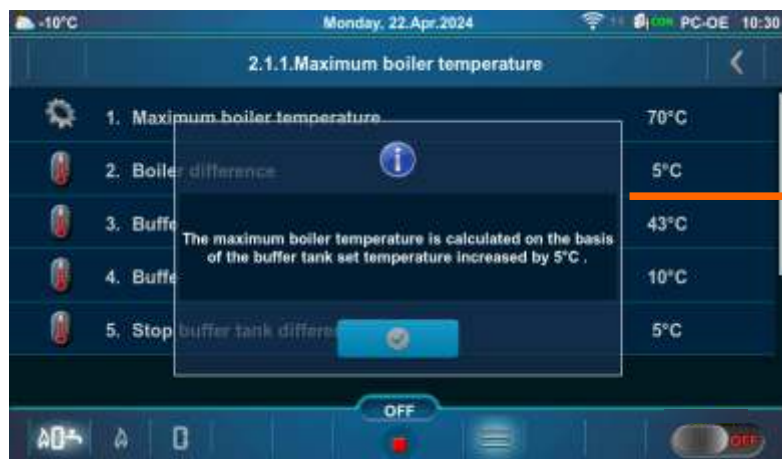 -10°C Monday, 22.Apr.2024 PC-OE 10:30
2.1.1.Maximum boiler temperature
1. Maximum boiler temperature 70°C
2. Boiler difference 5°C
3. Buffe 43°C
The maximum boiler temperature is calculated on the basis
of the buffer tank set temperature increased by 5°C .
4. Buffe 10°C
5. Stop buffer tank differe 5°C
OFF
OFF